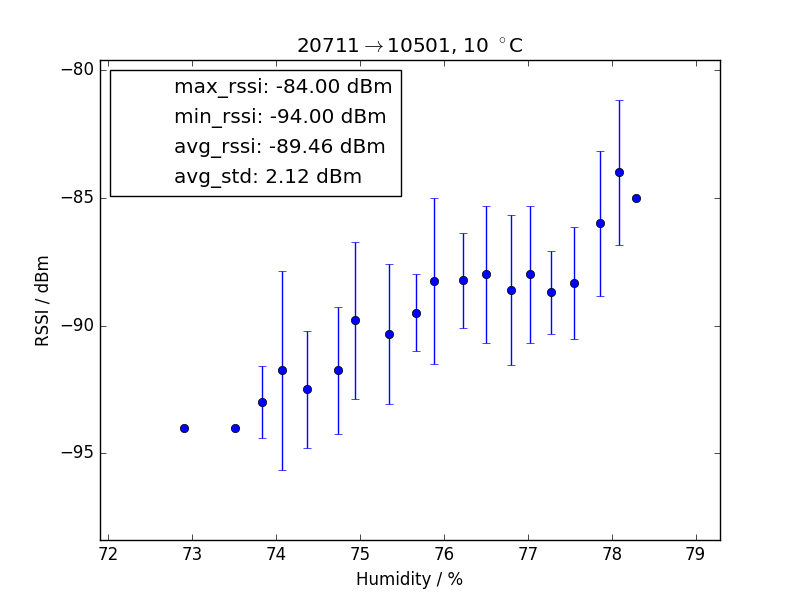 20711→10501, 10 °C
max_rssi: -84.00 dBm
min_rssi: -94.00 dBm
avg_rssi: -89.46 dBm
avg_std: 2.12 dBm
−80
−85
−90
−95
RSSI / dBm
72 73 74 75 76 77 78 79
Humidity / %